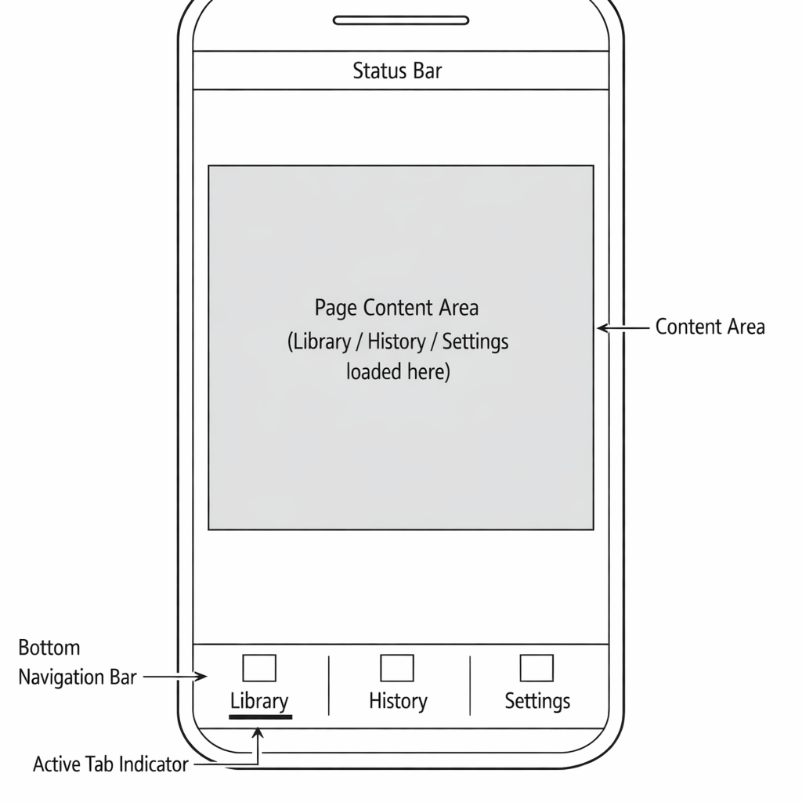 Status Bar
Page Content Area
(Library / History / Settings
loaded here)
Content Area
Bottom
Navigation Bar
Library
History
Settings
Active Tab Indicator